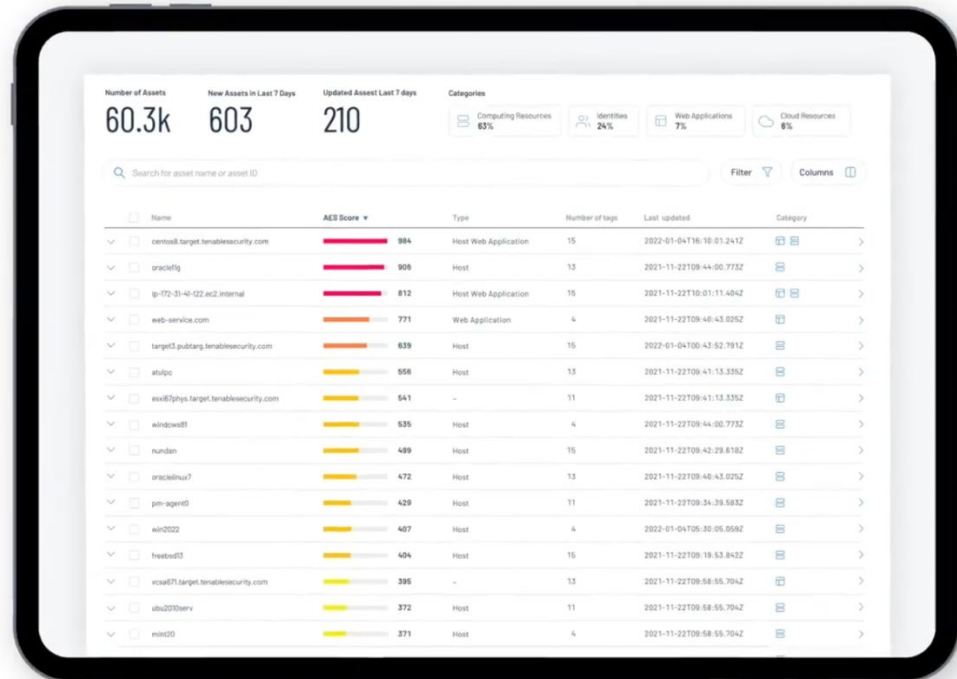 Number of Assets New Assets in Last 7 Days Updated Assest Last 7 days Categories
60.3k 603 210
Computing Resources 63% Identities 24% Web Applications 7% Cloud Resources 6%
Search for asset name or asset ID Filter Columns
Name AES Score Type Number of tags Last updated Category
centos8.target.tenablesecurity.com 984 Host Web Application 15 2022-01-04T16:10:01.241Z
oracle11g 906 Host 13 2021-11-22T09:44:00.773Z
ip-172-31-41-122.ec2.internal 812 Host Web Application 15 2021-11-22T10:01:11.404Z
web-service.com 771 Web Application 4 2021-11-22T09:40:43.025Z
target3.pubtarg.tenablesecurity.com 639 Host 15 2022-01-04T00:43:52.791Z
atulpc 556 Host 13 2021-11-22T09:41:13.335Z
esxi67phys.target.tenablesecurity.com 541 - 11 2021-11-22T09:41:13.335Z
windows81 535 Host 4 2021-11-22T09:44:00.773Z
nundan 499 Host 15 2021-11-22T09:42:29.618Z
oraclelinux7 472 Host 13 2021-11-22T09:40:43.025Z
pm-agent0 429 Host 11 2021-11-22T09:34:39.583Z
win2022 407 Host 4 2022-01-04T05:30:05.059Z
freebsd13 404 Host 15 2021-11-22T09:19:53.842Z
vcsa671.target.tenablesecurity.com 395 - 13 2021-11-22T09:58:55.704Z
ubu2010serv 372 Host 11 2021-11-22T09:58:55.704Z
mint20 371 Host 4 2021-11-22T09:58:55.704Z